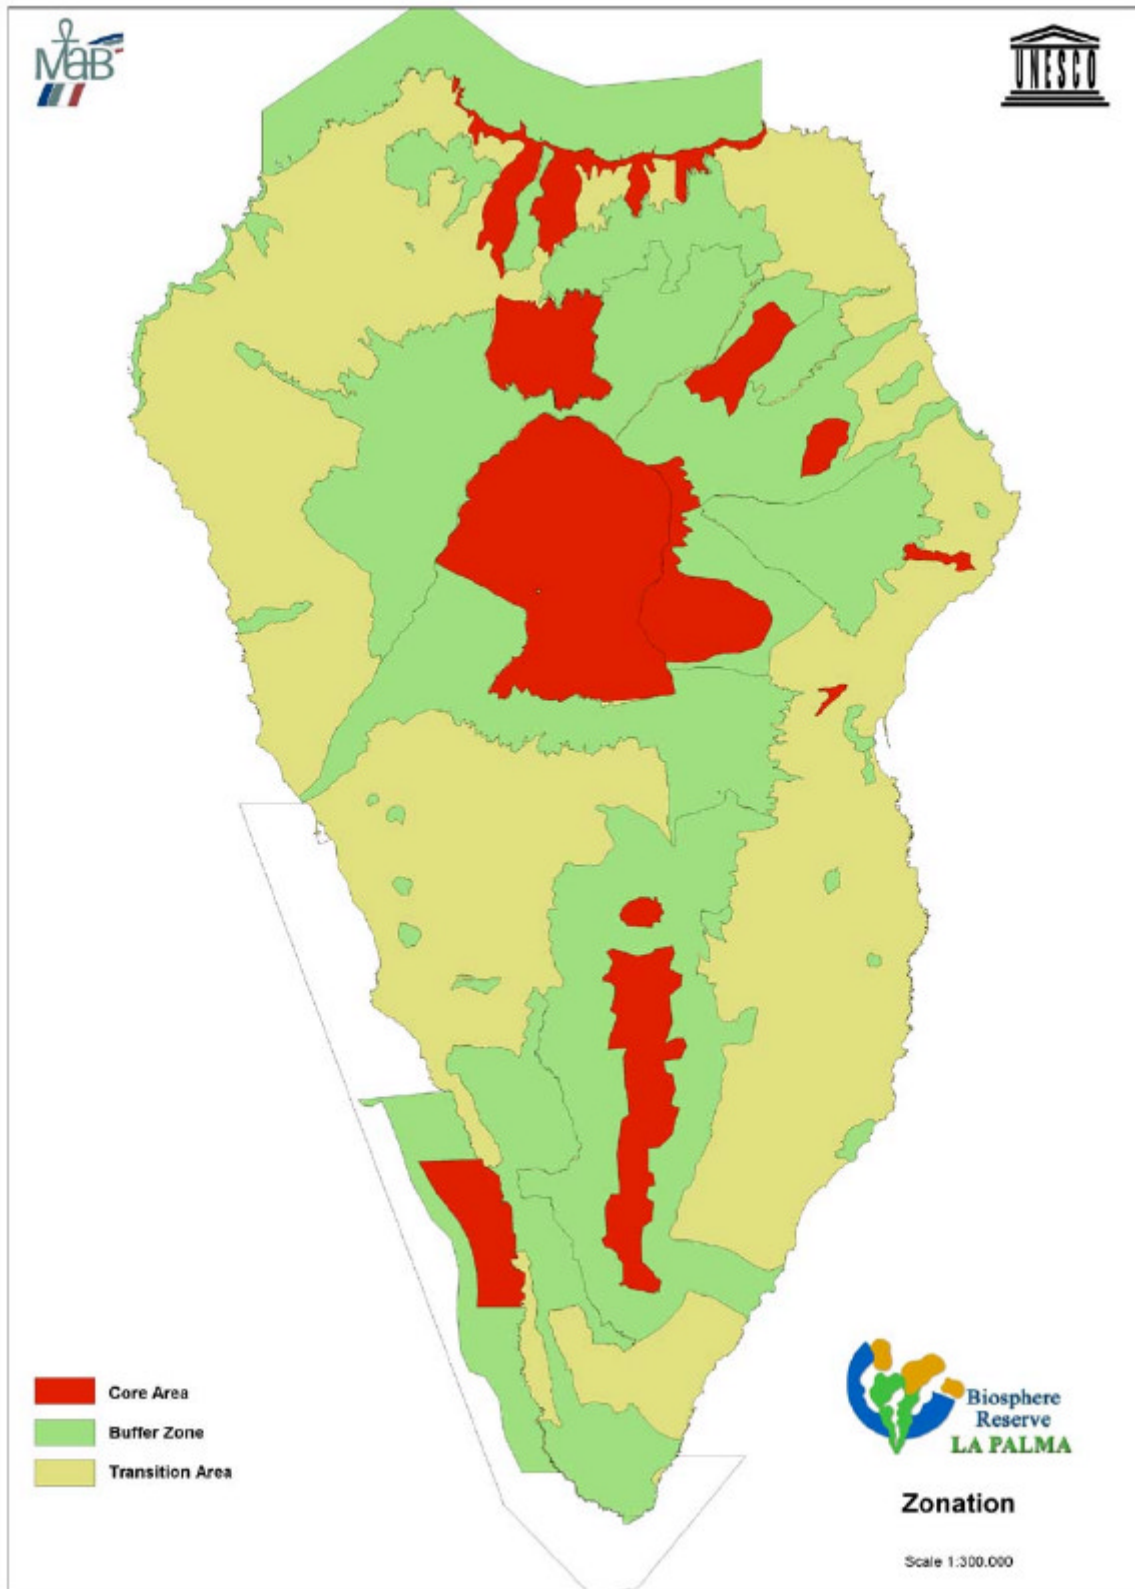 MaB
UNESCO
Core Area
Buffer Zone
Transition Area
Biosphere
Reserve
LA PALMA
Zonation
Scale 1:300.000